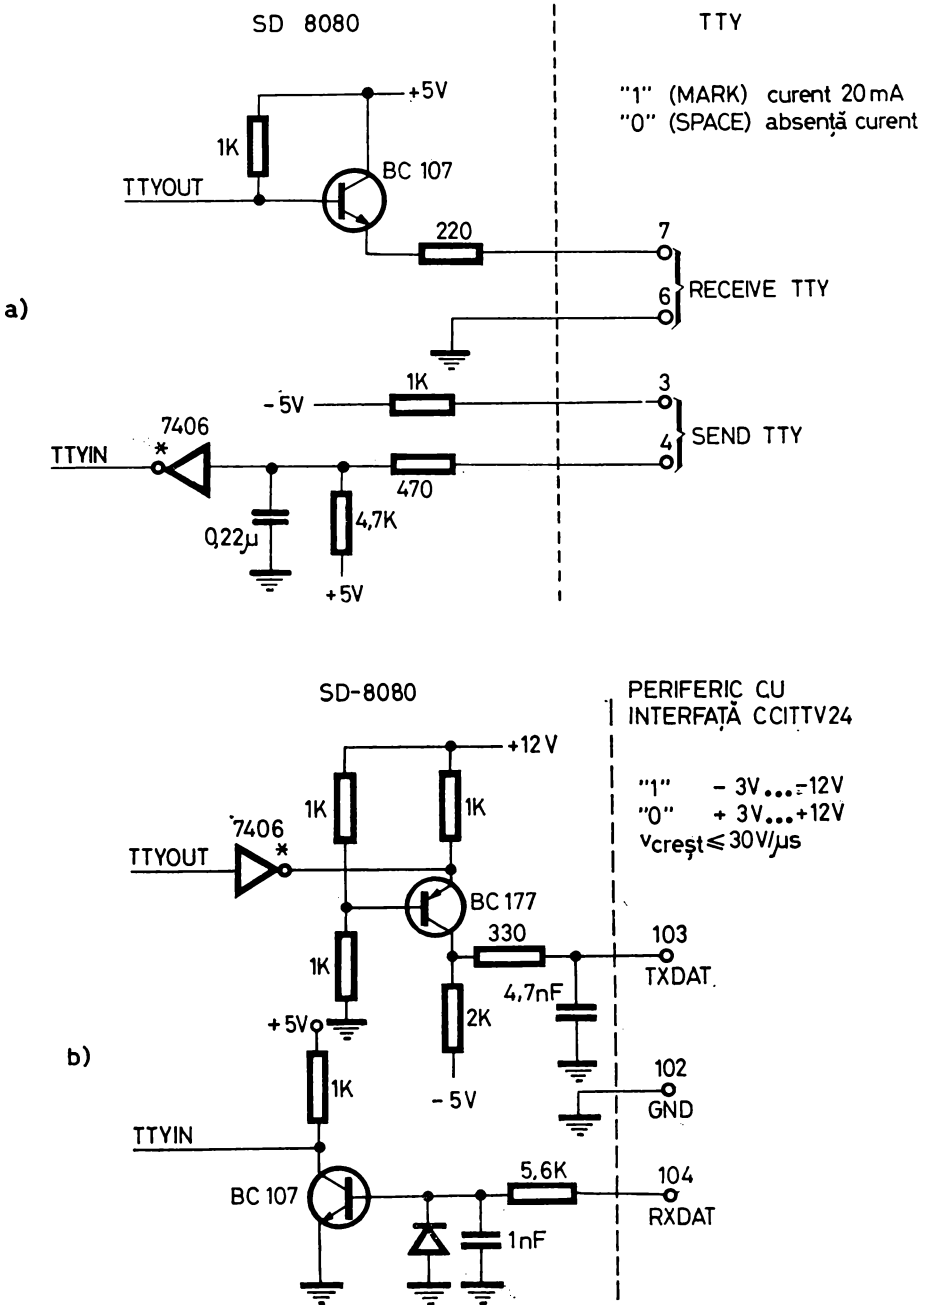 SD 8080
TTY
+5V
"1" (MARK) curent 20mA
"0" (SPACE) absență curent
1K
BC 107
TTYOUT
220
7
6
RECEIVE TTY
a)
1K
3
-5V
7406
*
SEND TTY
4
TTYIN
470
0,22µ
4,7K
+5V
SD-8080
PERIFERIC CU
INTERFAȚĂ CCITTV24
+12V
"1" - 3V...-12V
"0" + 3V...+12V
vcreșt ≤ 30V/µs
1K
1K
7406
*
TTYOUT
BC 177
330
103
TXDAT
1K
4,7nF
2K
+5V
b)
1K
-5V
102
GND
TTYIN
5,6K
104
BC 107
RXDAT
1nF